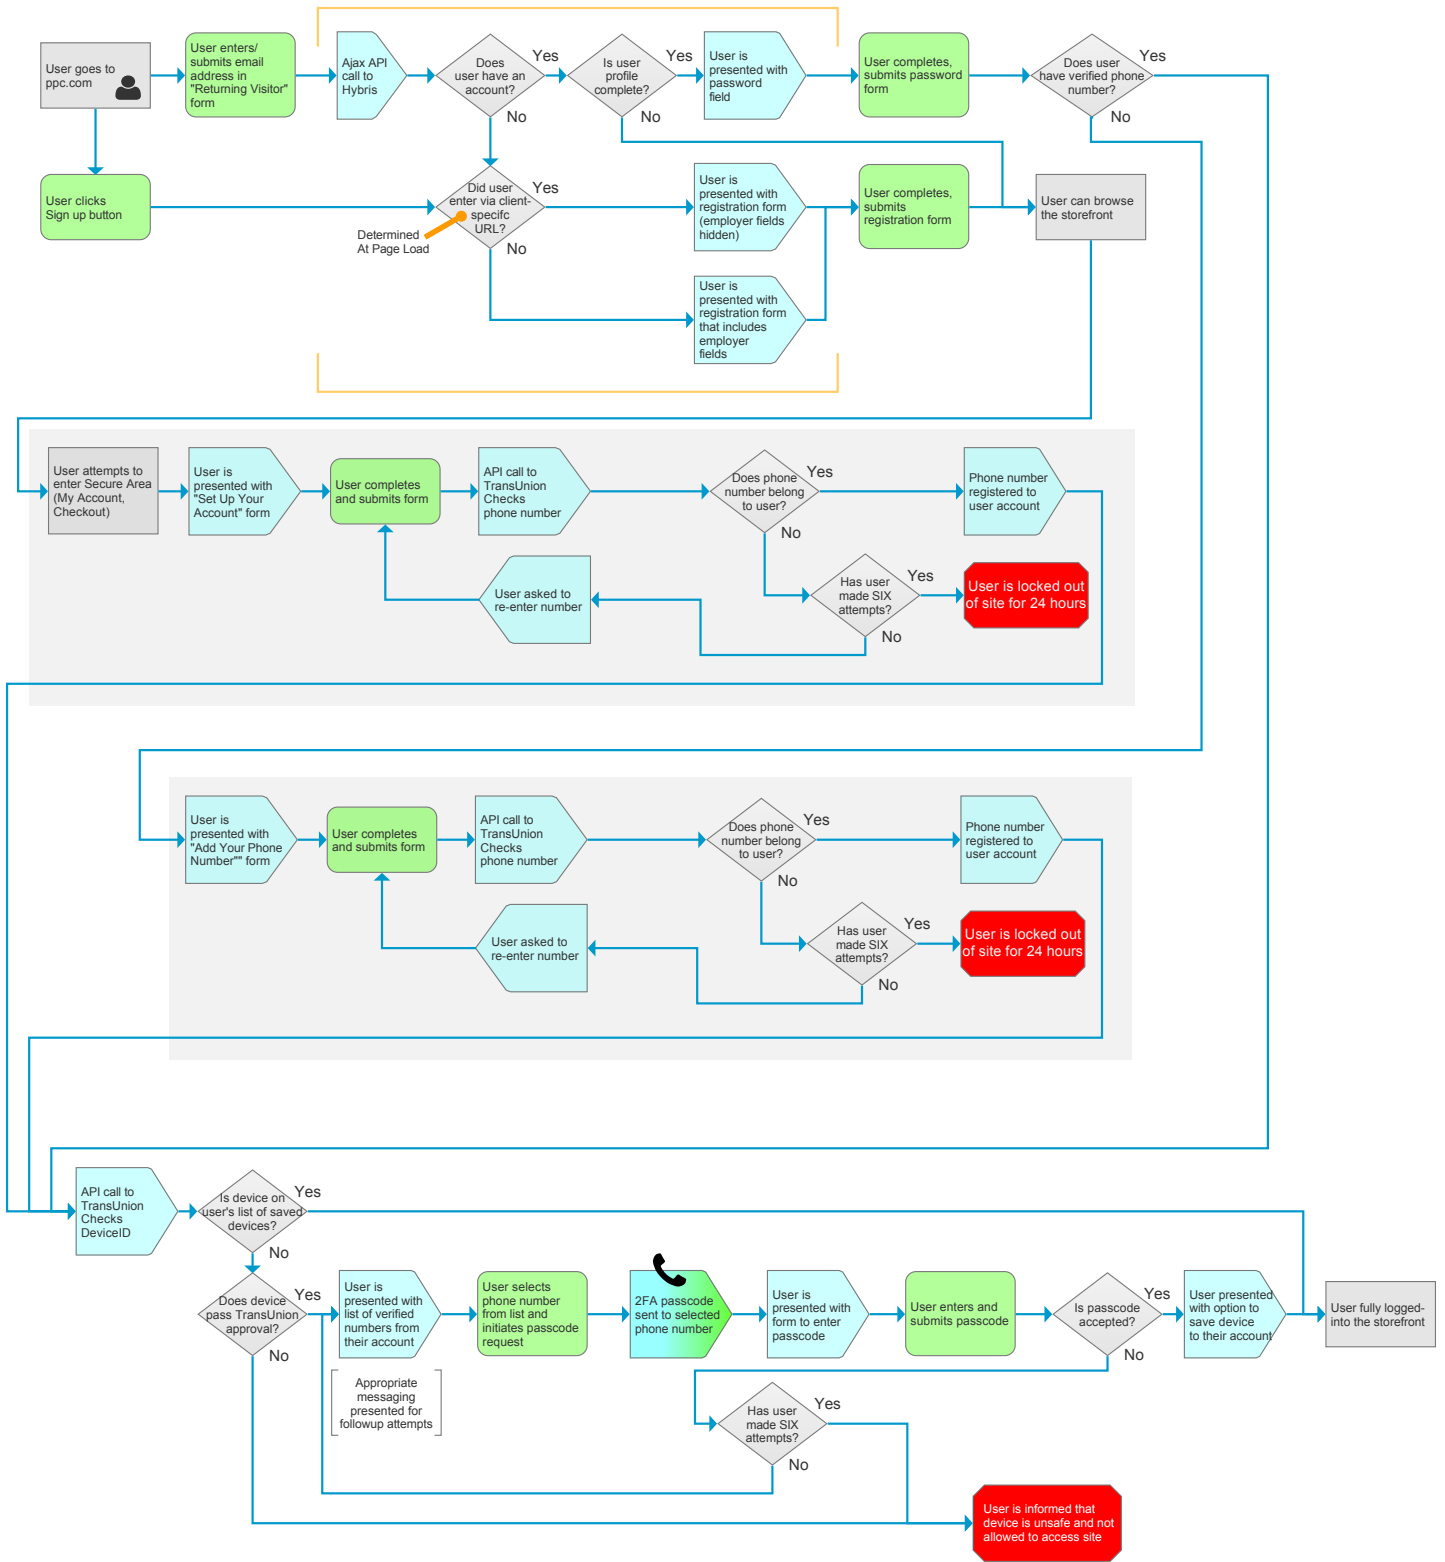 User goes to
ppc.com
User enters/
submits email
address in
"Returning Visitor"
form
Ajax API
call to
Hybris
Does
user have an
account?
Yes
No
Is user
profile
complete?
Yes
No
User is
presented with
password
field
User completes,
submits password
form
Does user
have verified phone
number?
Yes
No
User clicks
Sign up button
Did user
enter via client-
specifc
URL?
Yes
No
Determined
At Page Load
User is
presented with
registration form
(employer fields
hidden)
User completes,
submits
registration form
User can browse
the storefront
User is
presented with
registration form
that includes
employer
fields
User attempts to
enter Secure Area
(My Account,
Checkout)
User is
presented with
"Set Up Your
Account" form
User completes
and submits form
API call to
TransUnion
Checks
phone number
Does phone
number belong
to user?
Yes
No
Phone number
registered to
user account
User asked to
re-enter number
Has user
made SIX
attempts?
Yes
No
User is locked out
of site for 24 hours
User is
presented with
"Add Your Phone
Number"" form
User completes
and submits form
API call to
TransUnion
Checks
phone number
Does phone
number belong
to user?
Yes
No
Phone number
registered to
user account
User asked to
re-enter number
Has user
made SIX
attempts?
Yes
No
User is locked out
of site for 24 hours
API call to
TransUnion
Checks
DeviceID
Is device on
user's list of saved
devices?
Yes
No
Does device
pass TransUnion
approval?
Yes
No
User is
presented with
list of verified
numbers from
their account
User selects
phone number
from list and
initiates passcode
request
2FA passcode
sent to selected
phone number
User is
presented with
form to enter
passcode
User enters and
submits passcode
Is passcode
accepted?
Yes
No
User presented
with option to
save device
to their account
User fully logged-
into the storefront
Appropriate
messaging
presented for
followup attempts
Has user
made SIX
attempts?
Yes
No
User is informed that
device is unsafe and not
allowed to access site